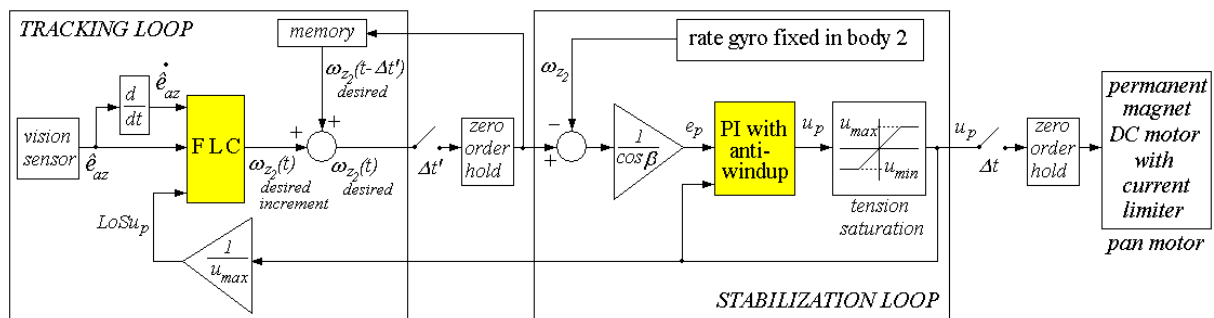 TRACKING LOOP
memory
ω_z₂(t-Δt')
desired
d
dt
ė̂_az
vision
sensor
ê_az
FLC
ω_z₂(t)
desired
increment
+
+
ω_z₂(t)
desired
Δt'
zero
order
hold
LoSu_p
1
u_max
rate gyro fixed in body 2
ω_z₂
−
+
1
cosβ
e_p
PI with
anti-
windup
u_p
u_max
u_min
tension
saturation
STABILIZATION LOOP
u_p
Δt
zero
order
hold
permanent
magnet
DC motor
with
current
limiter
pan motor